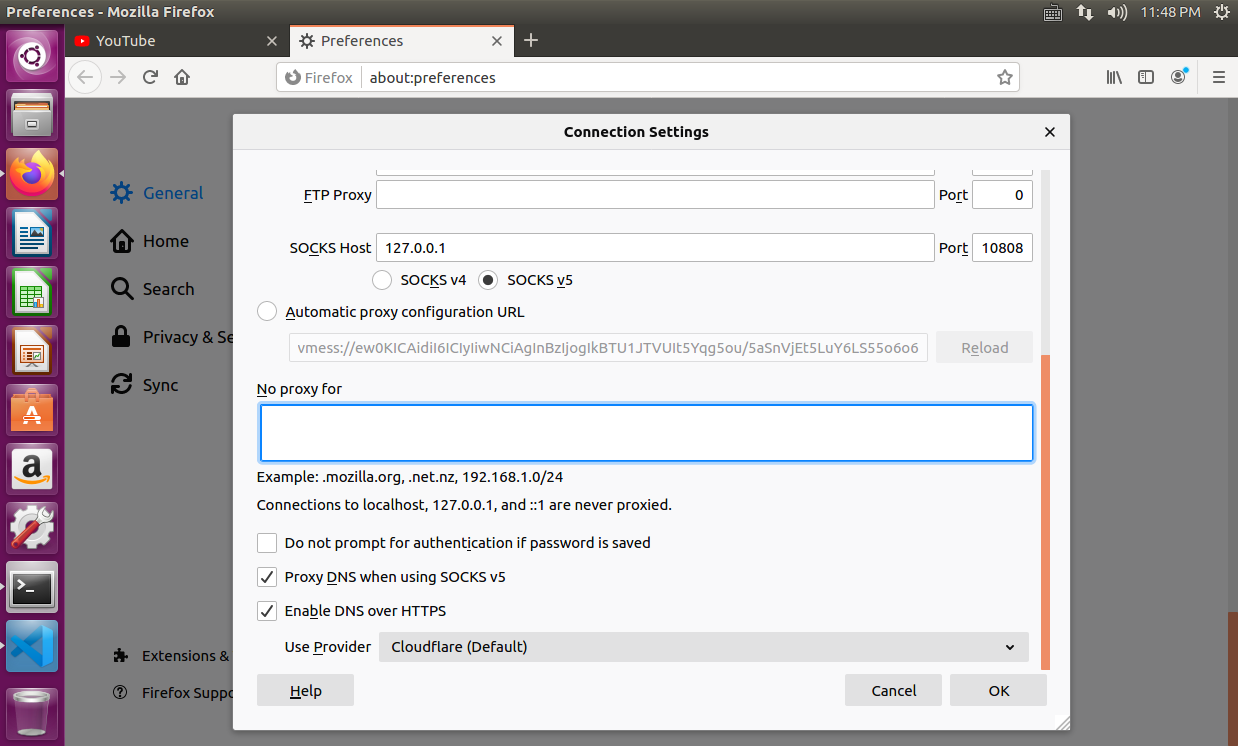 Preferences - Mozilla Firefox
11:48 PM
YouTube
Preferences
Firefox
about:preferences
Connection Settings
General
Home
Search
Privacy & Se
Sync
Extensions &
Firefox Suppo
FTP Proxy
Port
0
SOCKS Host
127.0.0.1
Port
10808
SOCKS v4
SOCKS v5
Automatic proxy configuration URL
vmess://ew0KICAidiI6ICIyIiwNCiAgInBzIjogIkBTU1JTVUIt5Yqg5ou/5aSnVjEt5LuY6LS55o6o6
Reload
No proxy for
Example: .mozilla.org, .net.nz, 192.168.1.0/24
Connections to localhost, 127.0.0.1, and ::1 are never proxied.
Do not prompt for authentication if password is saved
Proxy DNS when using SOCKS v5
Enable DNS over HTTPS
Use Provider
Cloudflare (Default)
Help
Cancel
OK